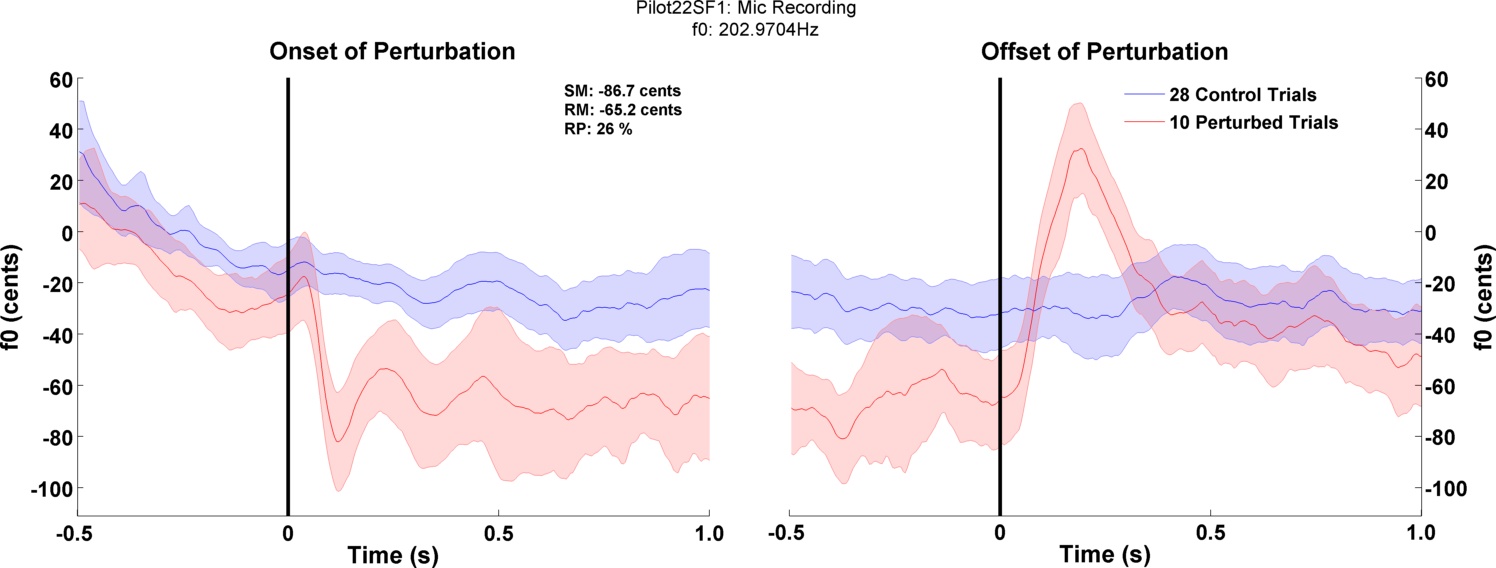 Pilot22SF1: Mic Recording
f0: 202.9704Hz
Onset of Perturbation
SM: -86.7 cents
RM: -65.2 cents
RP: 26 %
f0 (cents)
60
40
20
0
-20
-40
-60
-80
-100
-0.5
0
0.5
1.0
Time (s)
Offset of Perturbation
28 Control Trials
10 Perturbed Trials
60
40
20
0
-20
-40
-60
-80
-100
f0 (cents)
-0.5
0
0.5
1.0
Time (s)